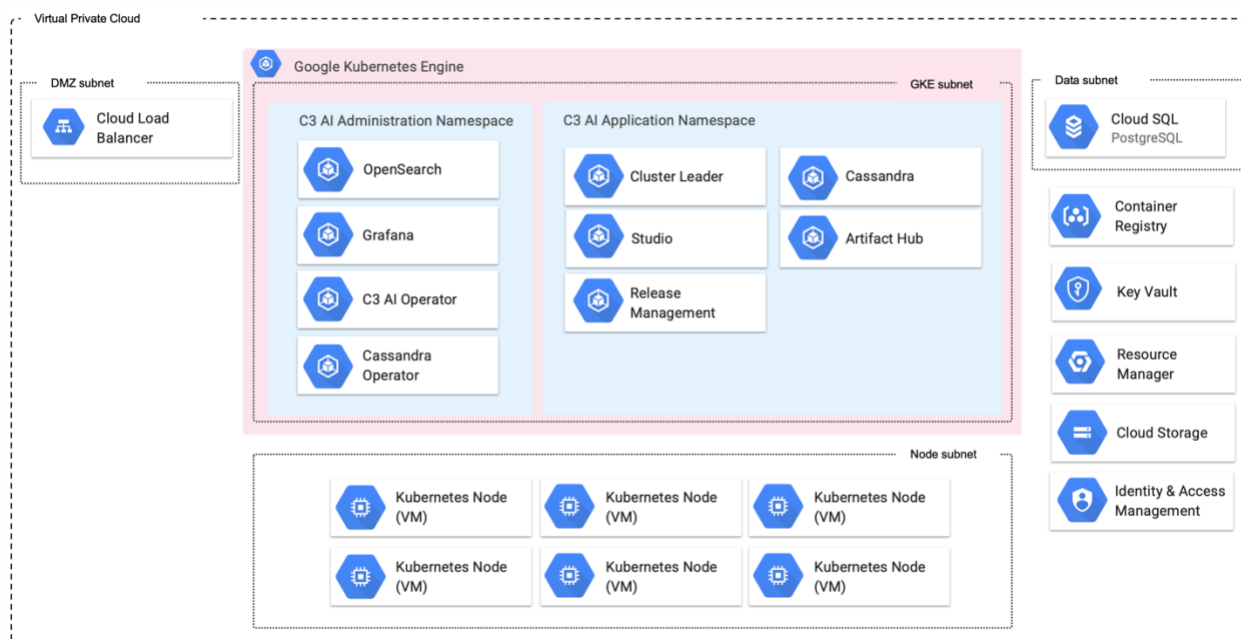 Virtual Private Cloud
DMZ subnet
Cloud Load
Balancer
Google Kubernetes Engine
GKE subnet
C3 AI Administration Namespace
OpenSearch
Grafana
C3 AI Operator
Cassandra
Operator
C3 AI Application Namespace
Cluster Leader
Cassandra
Studio
Artifact Hub
Release
Management
Data subnet
Cloud SQL
PostgreSQL
Container
Registry
Key Vault
Resource
Manager
Cloud Storage
Identity & Access
Management
Node subnet
Kubernetes Node
(VM)
Kubernetes Node
(VM)
Kubernetes Node
(VM)
Kubernetes Node
(VM)
Kubernetes Node
(VM)
Kubernetes Node
(VM)